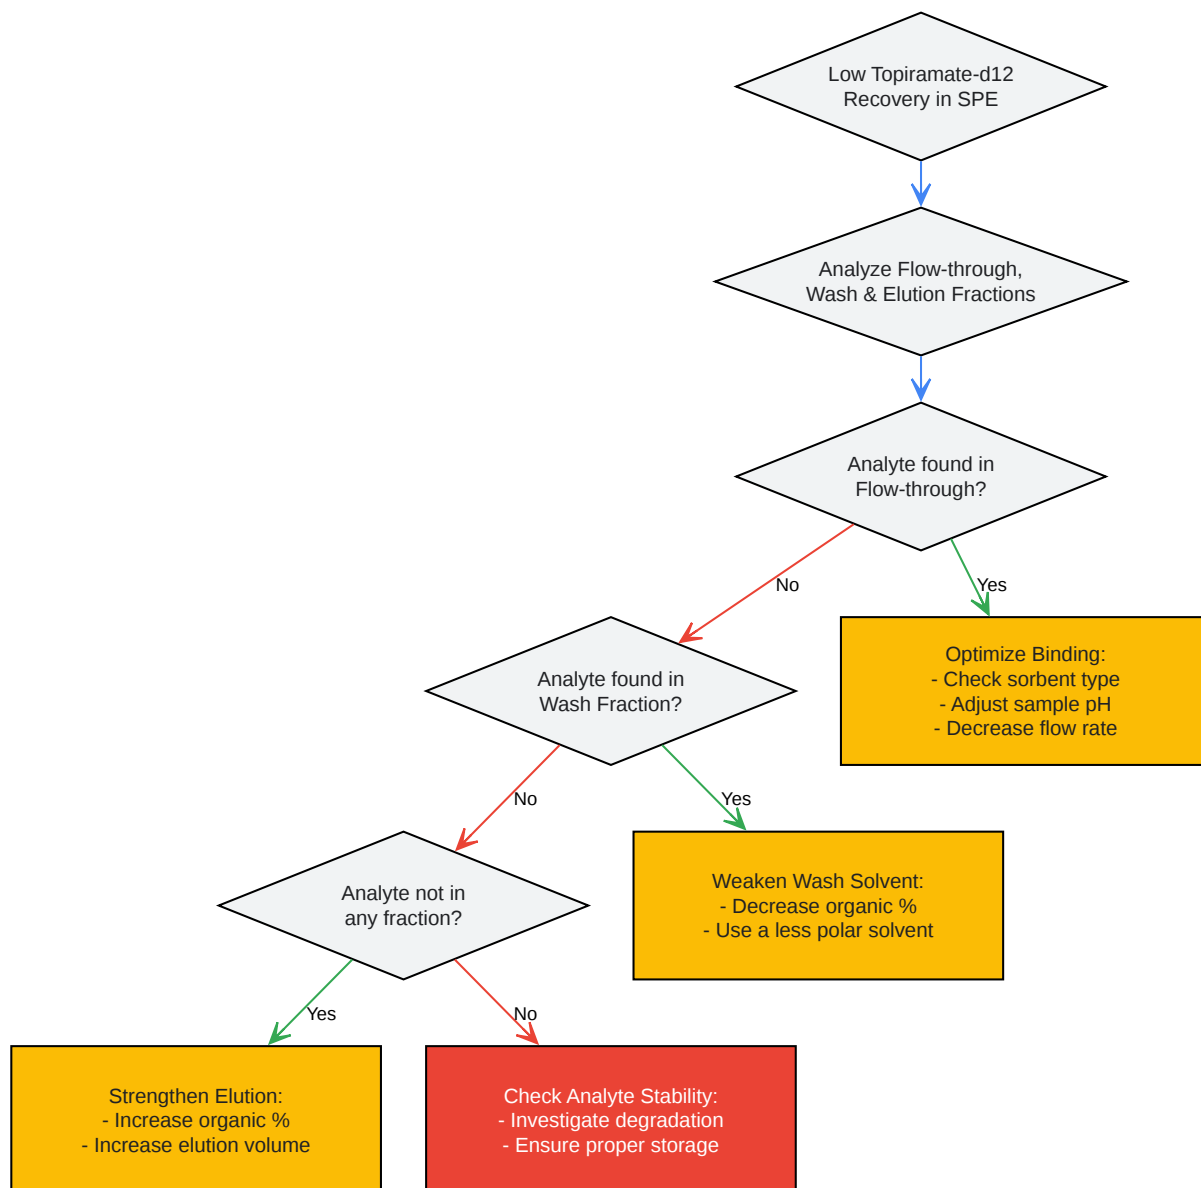 Low Topiramate-d12
Recovery in SPE
Analyze Flow-through,
Wash & Elution Fractions
Analyte found in
Flow-through?
No
Yes
Optimize Binding:
- Check sorbent type
- Adjust sample pH
- Decrease flow rate
Analyte found in
Wash Fraction?
No
Yes
Weaken Wash Solvent:
- Decrease organic %
- Use a less polar solvent
Analyte not in
any fraction?
Yes
No
Strengthen Elution:
- Increase organic %
- Increase elution volume
Check Analyte Stability:
- Investigate degradation
- Ensure proper storage